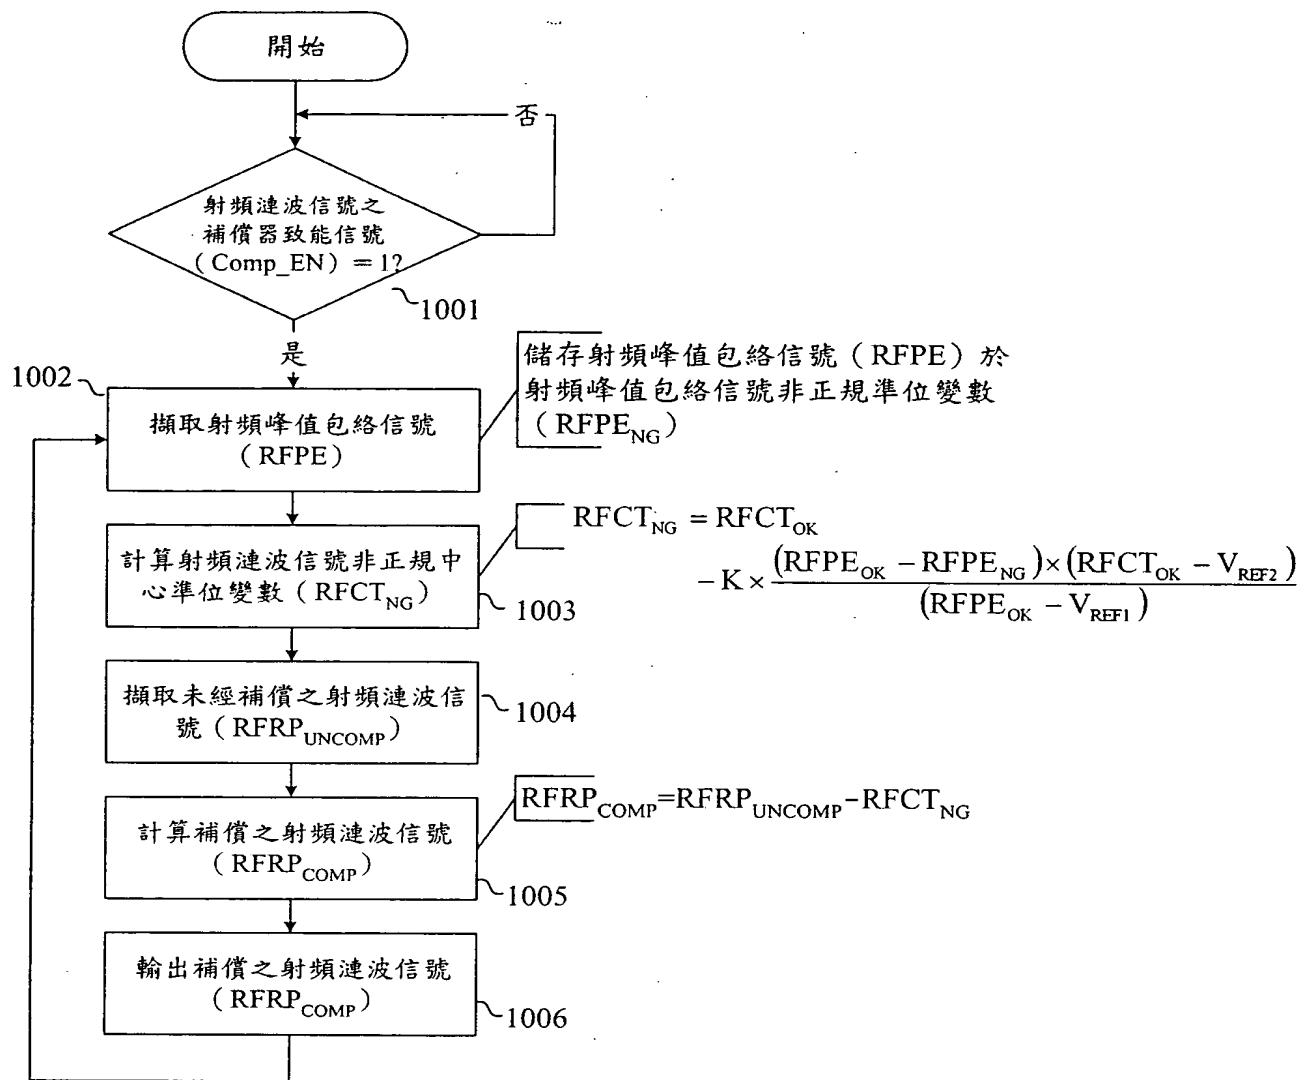 開始
否
射頻漣波信號之
補償器致能信號
（Comp_EN）＝1?
1001
是
1002
擷取射頻峰值包絡信號
（RFPE）
儲存射頻峰值包絡信號（RFPE）於
射頻峰值包絡信號非正規準位變數
（RFPE_NG）
計算射頻漣波信號非正規中
心準位變數（RFCT_NG）
1003
RFCT_NG = RFCT_OK
− K × (RFPE_OK − RFPE_NG)×(RFCT_OK − V_REF2)
(RFPE_OK − V_REF1)
擷取未經補償之射頻漣波信
號（RFRP_UNCOMP）
1004
計算補償之射頻漣波信號
（RFRP_COMP）
1005
RFRP_COMP=RFRP_UNCOMP-RFCT_NG
輸出補償之射頻漣波信號
（RFRP_COMP）
1006